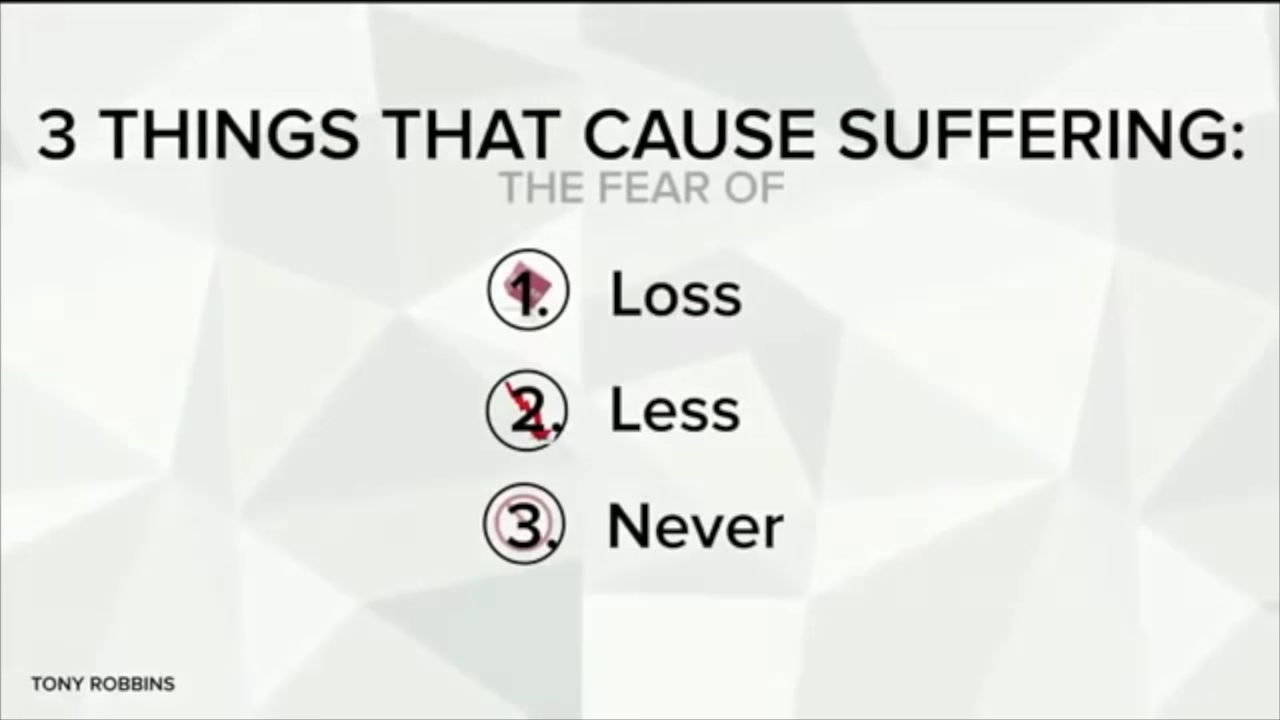 3 THINGS THAT CAUSE SUFFERING:
THE FEAR OF
1. Loss
2. Less
3. Never
TONY ROBBINS